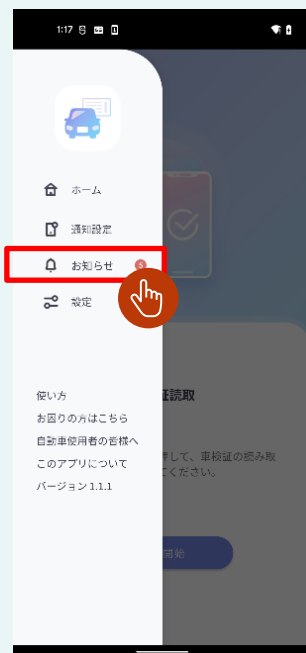 1:17
ホーム
通知設定
お知らせ 5
設定
証読取
押して、車検証の読み取
ください。
開始
使い方
お困りの方はこちら
自動車使用者の皆様へ
このアプリについて
バージョン 1.1.1